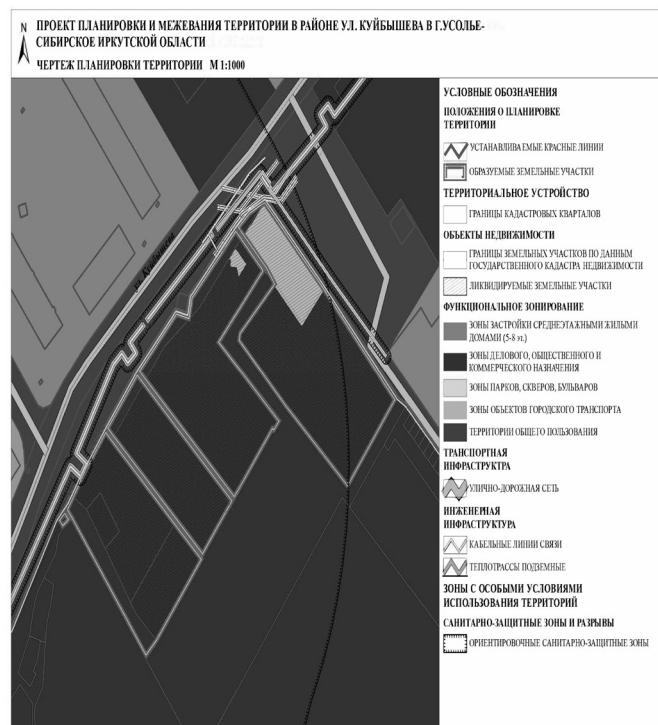 N
ПРОЕКТ ПЛАНИРОВКИ И МЕЖЕВАНИЯ ТЕРРИТОРИИ В РАЙОНЕ УЛ. КУЙБЫШЕВА В Г.УСОЛЬЕ-
СИБИРСКОЕ ИРКУТСКОЙ ОБЛАСТИ
ЧЕРТЕЖ ПЛАНИРОВКИ ТЕРРИТОРИИ М 1:1000
ул. Куйбышева
УСЛОВНЫЕ ОБОЗНАЧЕНИЯ
ПОЛОЖЕНИЯ О ПЛАНИРОВКЕ
ТЕРРИТОРИИ
УСТАНАВЛИВАЕМЫЕ КРАСНЫЕ ЛИНИИ
ОБРАЗУЕМЫЕ ЗЕМЕЛЬНЫЕ УЧАСТКИ
ТЕРРИТОРИАЛЬНОЕ УСТРОЙСТВО
ГРАНИЦЫ КАДАСТРОВЫХ КВАРТАЛОВ
ОБЪЕКТЫ НЕДВИЖИМОСТИ
ГРАНИЦЫ ЗЕМЕЛЬНЫХ УЧАСТКОВ ПО ДАННЫМ
ГОСУДАРСТВЕННОГО КАДАСТРА НЕДВИЖИМОСТИ
ЛИКВИДИРУЕМЫЕ ЗЕМЕЛЬНЫЕ УЧАСТКИ
ФУНКЦИОНАЛЬНОЕ ЗОНИРОВАНИЕ
ЗОНЫ ЗАСТРОЙКИ СРЕДНЕЭТАЖНЫМИ ЖИЛЫМИ
ДОМАМИ (5-8 эт.)
ЗОНЫ ДЕЛОВОГО, ОБЩЕСТВЕННОГО И
КОММЕРЧЕСКОГО НАЗНАЧЕНИЯ
ЗОНЫ ПАРКОВ, СКВЕРОВ, БУЛЬВАРОВ
ЗОНЫ ОБЪЕКТОВ ГОРОДСКОГО ТРАНСПОРТА
ТЕРРИТОРИИ ОБЩЕГО ПОЛЬЗОВАНИЯ
ТРАНСПОРТНАЯ
ИНФРАСТРУКТРА
УЛИЧНО-ДОРОЖНАЯ СЕТЬ
ИНЖЕНЕРНАЯ
ИНФРАСТРУКТУРА
КАБЕЛЬНЫЕ ЛИНИИ СВЯЗИ
ТЕПЛОТРАССЫ ПОДЗЕМНЫЕ
ЗОНЫ С ОСОБЫМИ УСЛОВИЯМИ
ИСПОЛЬЗОВАНИЯ ТЕРРИТОРИЙ
САНИТАРНО-ЗАЩИТНЫЕ ЗОНЫ И РАЗРЫВЫ
ОРИЕНТИРОВОЧНЫЕ САНИТАРНО-ЗАЩИТНЫЕ ЗОНЫ